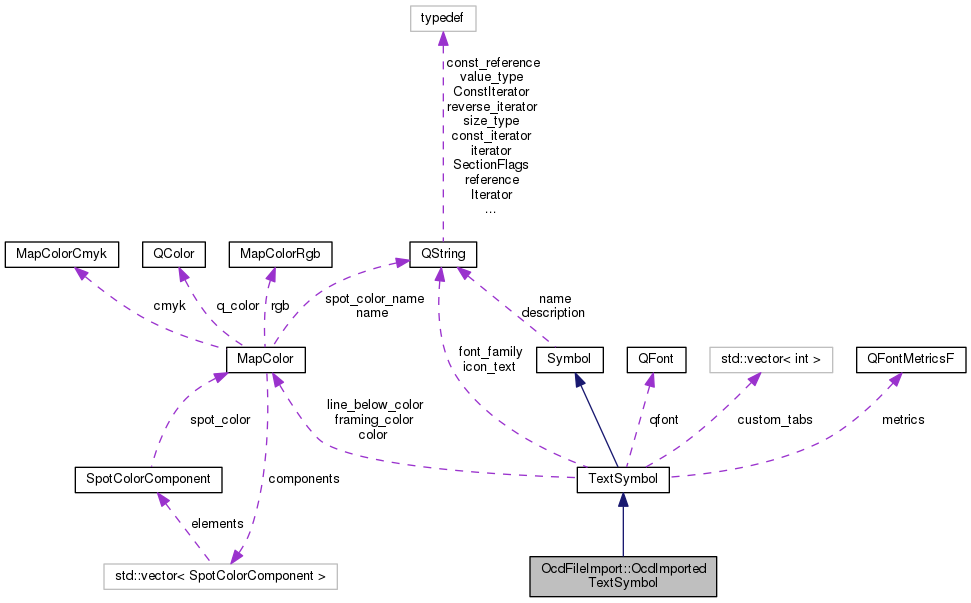 typedef
const_reference
value_type
ConstIterator
reverse_iterator
size_type
const_iterator
iterator
SectionFlags
reference
Iterator
...
MapColorCmyk
QColor
MapColorRgb
QString
cmyk
q_color
rgb
spot_color_name
name
name
description
MapColor
font_family
icon_text
Symbol
QFont
std::vector< int >
QFontMetricsF
spot_color
line_below_color
framing_color
color
qfont
custom_tabs
metrics
SpotColorComponent
components
TextSymbol
elements
std::vector< SpotColorComponent >
OcdFileImport::OcdImported
TextSymbol